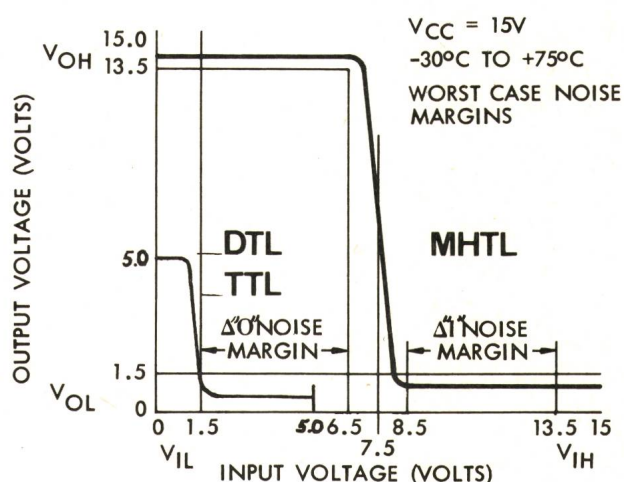 VCC = 15V
-30ºC TO +75ºC
WORST CASE NOISE
MARGINS
OUTPUT VOLTAGE (VOLTS)
15.0
VOH
13.5
5.0
1.5
VOL
0
DTL
TTL
MHTL
Δ"0"NOISE
MARGIN
Δ"1"NOISE
MARGIN
0 1.5 5.0 6.5 8.5 13.5 15
7.5
VIL
VIH
INPUT VOLTAGE (VOLTS)